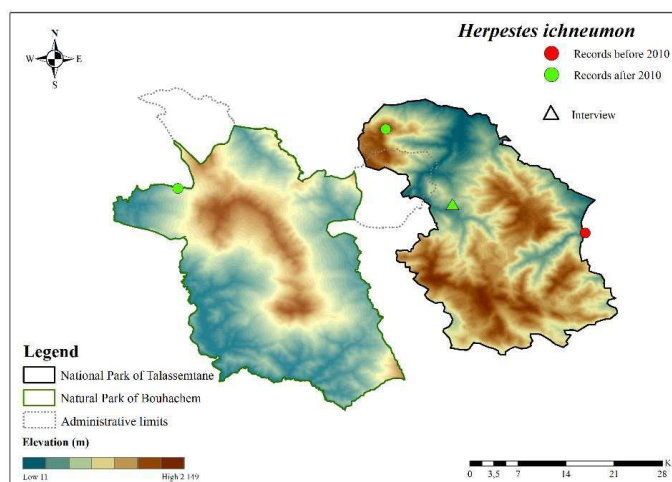 Herpestes ichneumon
Records before 2010
Records after 2010
Interview
N
W E
S
Legend
National Park of Talassemtane
Natural Park of Bouhachem
Administrative limits
Elevation (m)
Low 11 High 2 149
0 3,5 7 14 21 28
K